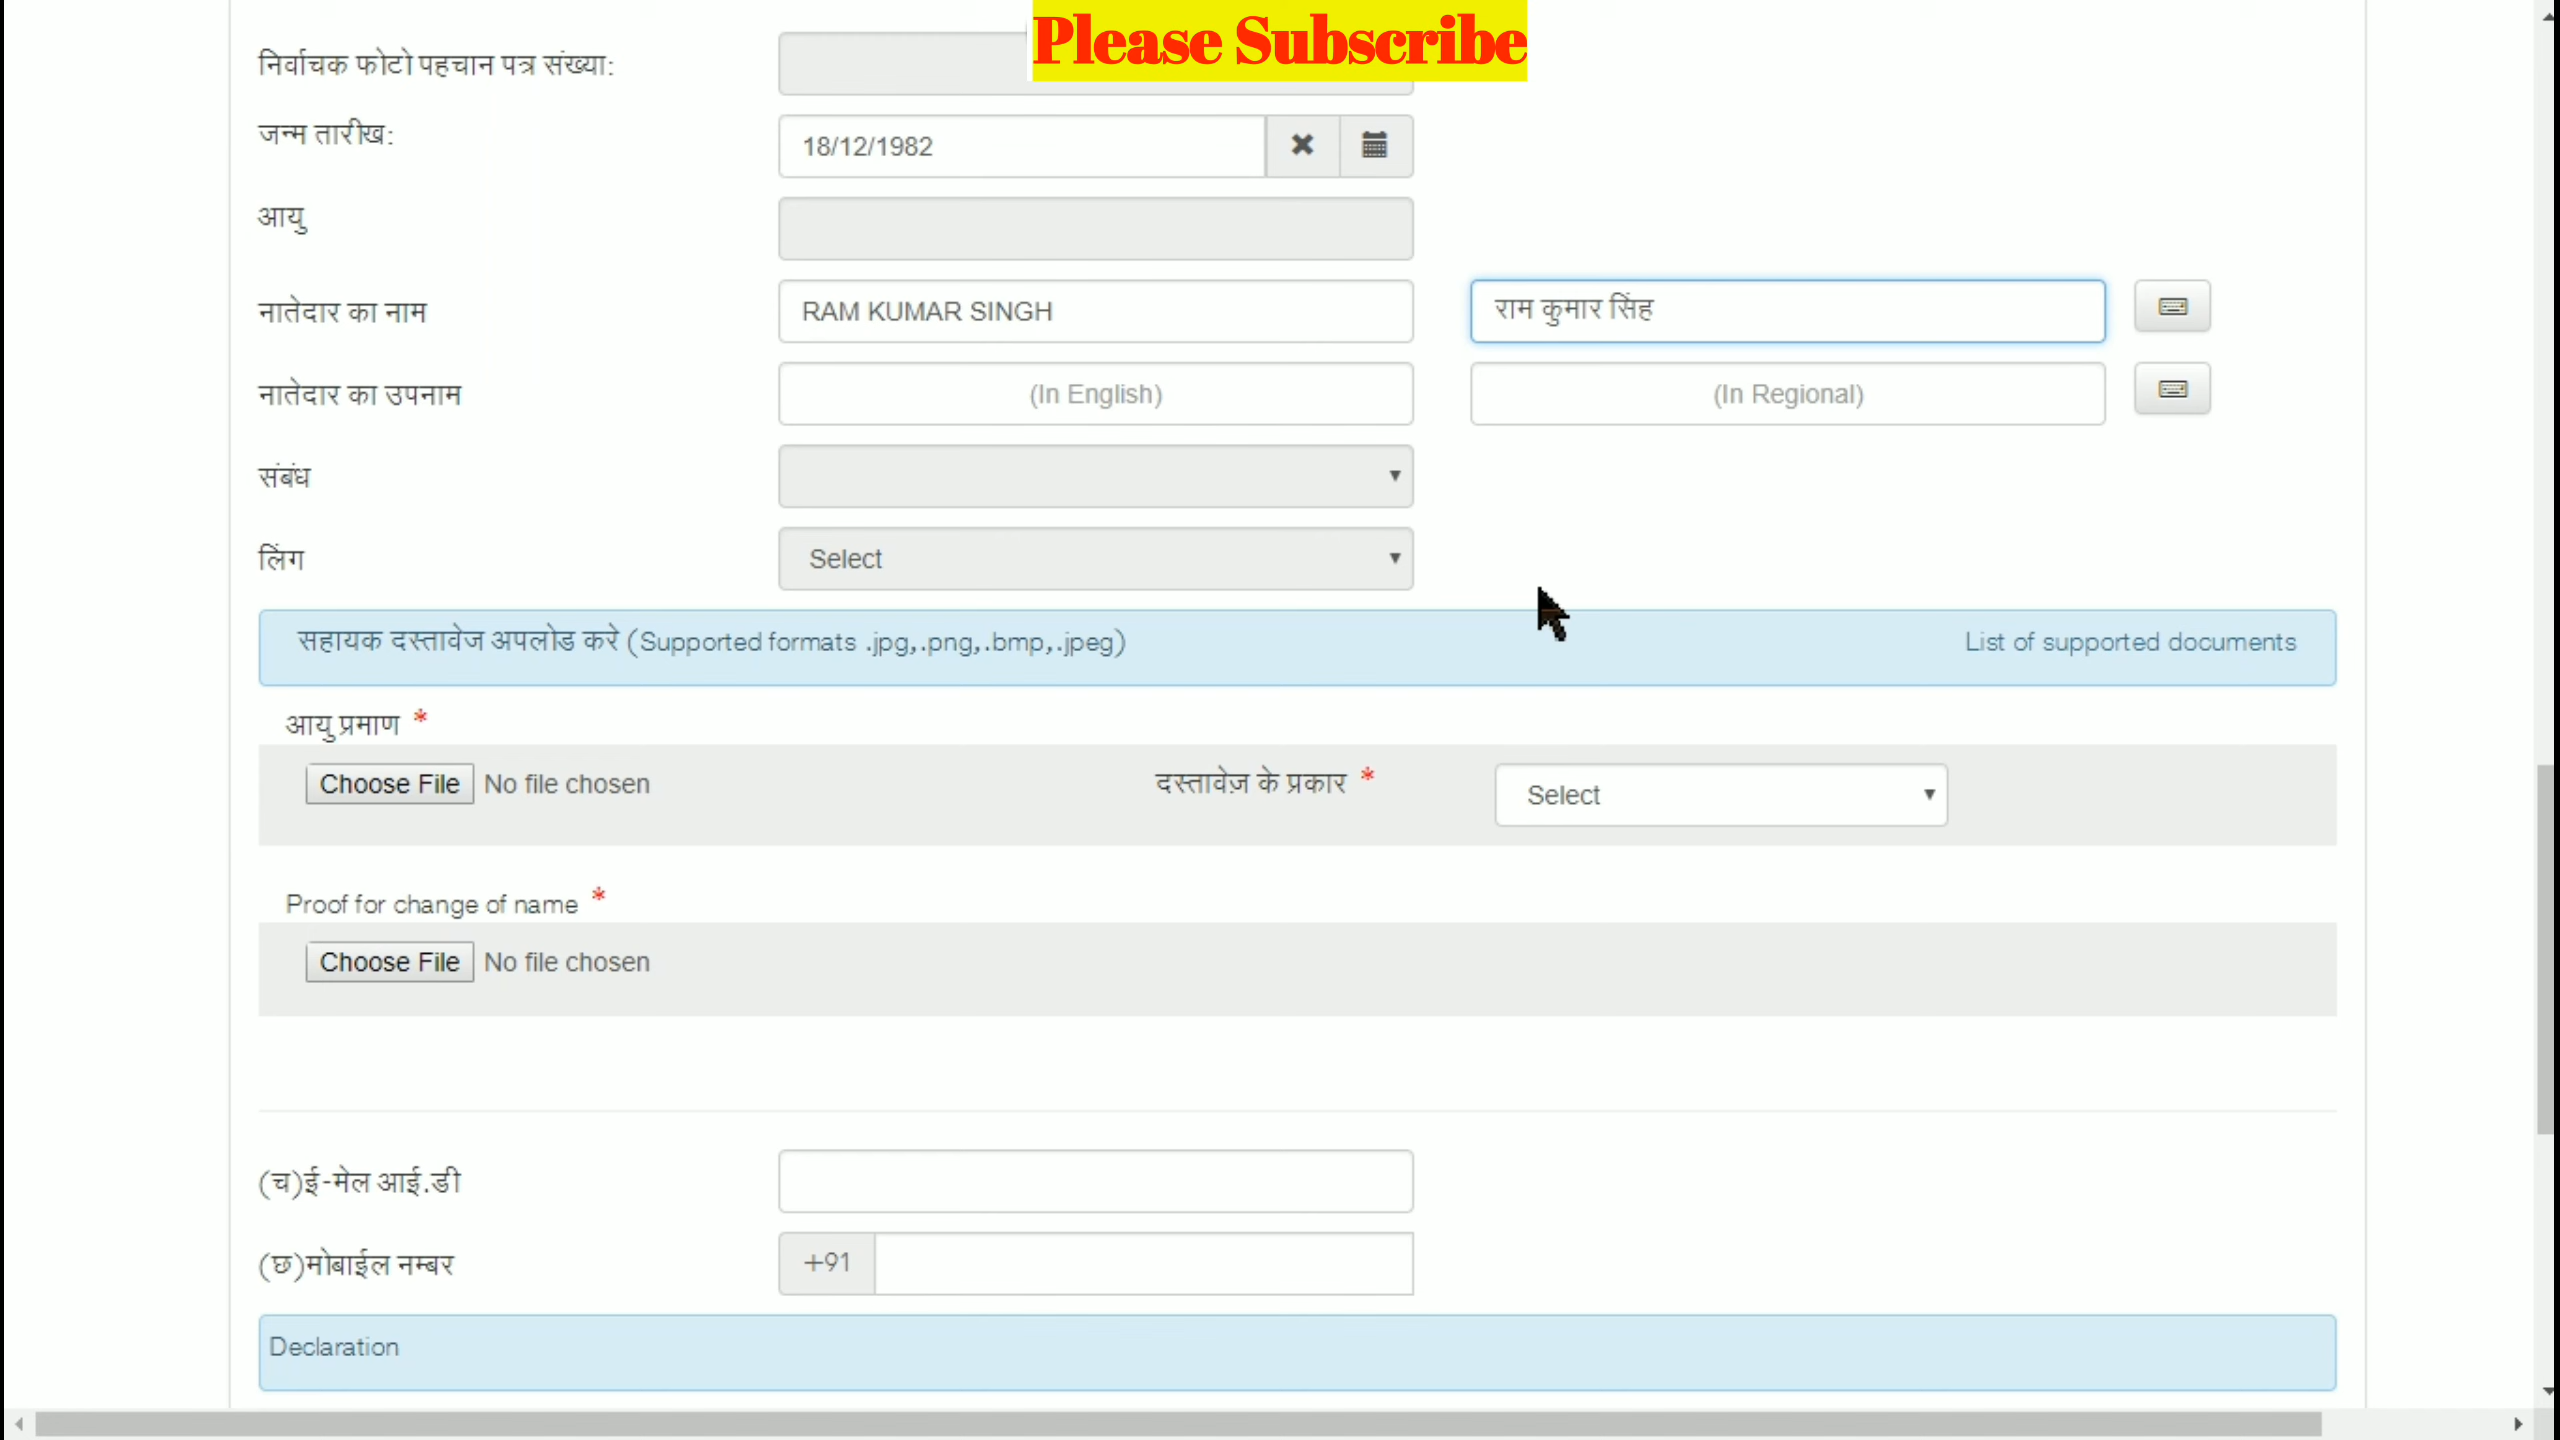 Please Subscribe
निर्वाचक फोटो पहचान पत्र संख्या:
जन्म तारीख: 18/12/1982
आयु
नातेदार का नाम RAM KUMAR SINGH राम कुमार सिंह
नातेदार का उपनाम (In English) (In Regional)
संबंध
लिंग Select
सहायक दस्तावेज अपलोड करे (Supported formats .jpg,.png,.bmp,.jpeg) List of supported documents
आयु प्रमाण *
Choose File No file chosen दस्तावेज़ के प्रकार * Select
Proof for change of name *
Choose File No file chosen
(च)ई-मेल आई.डी
(छ)मोबाईल नम्बर +91
Declaration